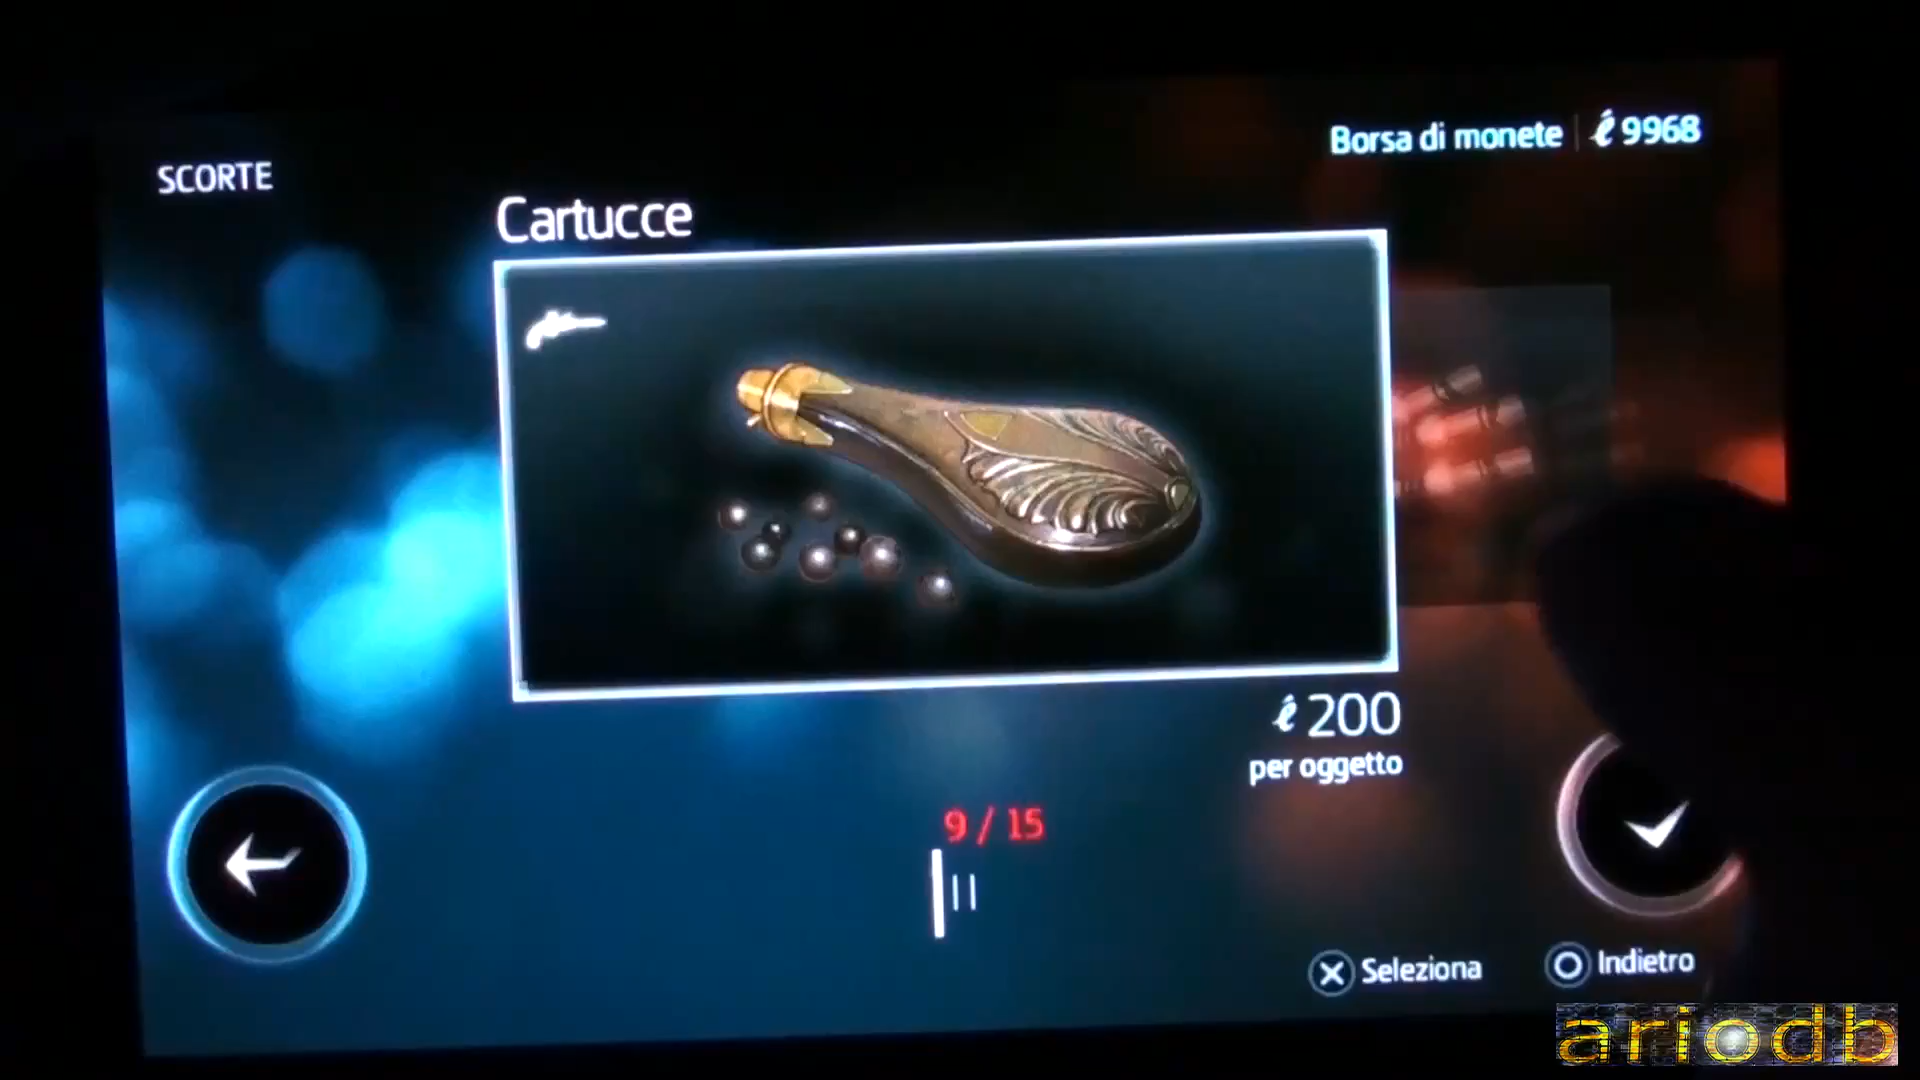 Borsa di monete | é 9968
SCORTE
Cartucce
é 200
per oggetto
9 / 15
Seleziona
Indietro
ariodb